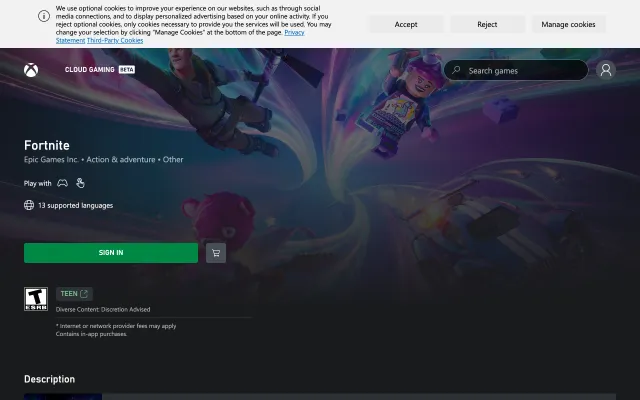 We use optional cookies to improve your experience on our websites, such as through social
media connections, and to display personalized advertising based on your online activity. If you
reject optional cookies, only cookies necessary to provide you the services will be used. You may
change your selection by clicking "Manage Cookies" at the bottom of the page. Privacy
Statement Third-Party Cookies
Accept
Reject
Manage cookies
CLOUD GAMING BETA
Search games
Fortnite
Epic Games Inc. • Action & adventure • Other
Play with
13 supported languages
SIGN IN
T
ESRB
TEEN
Diverse Content: Discretion Advised
* Internet or network provider fees may apply
Contains in-app purchases.
Description